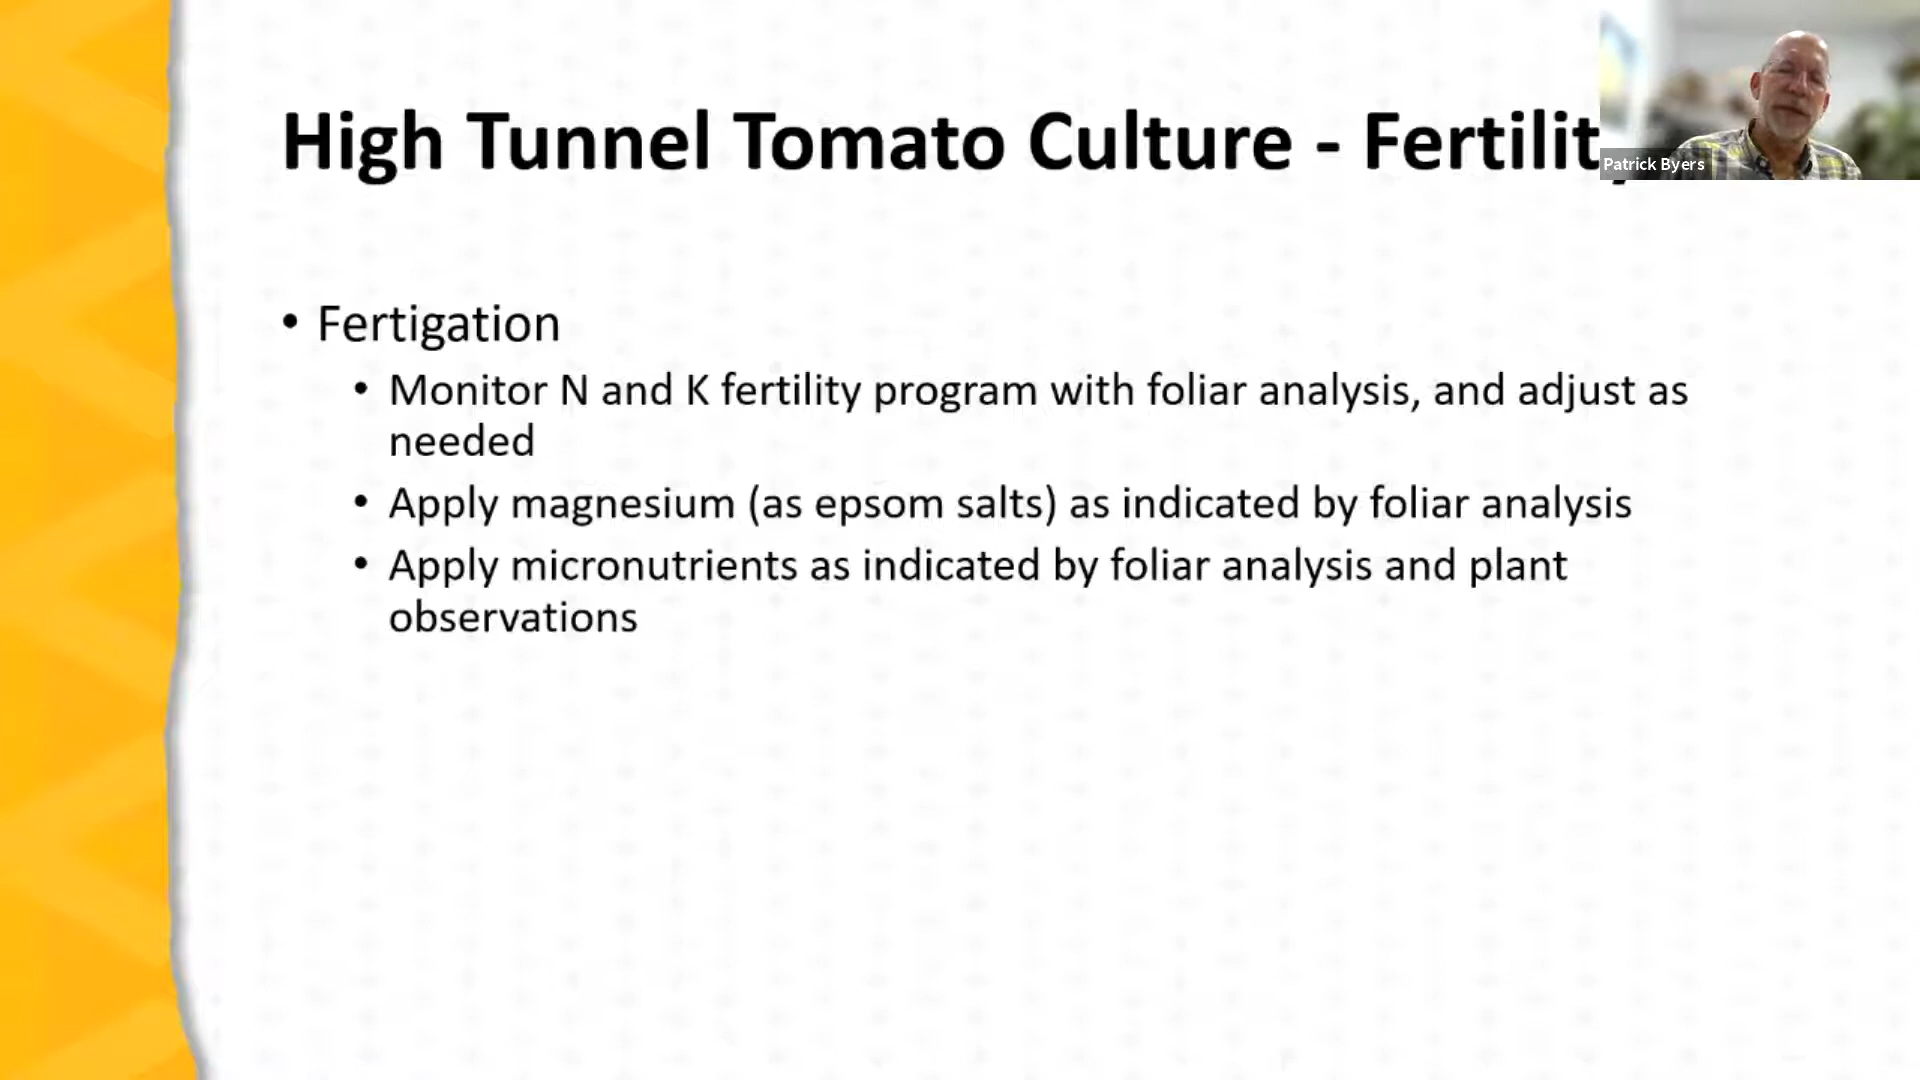 High Tunnel Tomato Culture - Fertilit
Patrick Byers
• Fertigation
• Monitor N and K fertility program with foliar analysis, and adjust as
needed
• Apply magnesium (as epsom salts) as indicated by foliar analysis
• Apply micronutrients as indicated by foliar analysis and plant
observations